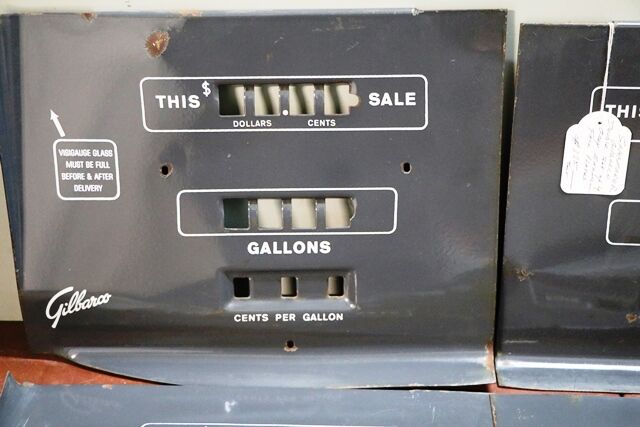 THIS $ SALE
DOLLARS CENTS
VISIGAUGE GLASS
MUST BE FULL
BEFORE & AFTER
DELIVERY
GALLONS
Gilbarco
CENTS PER GALLON
THIS